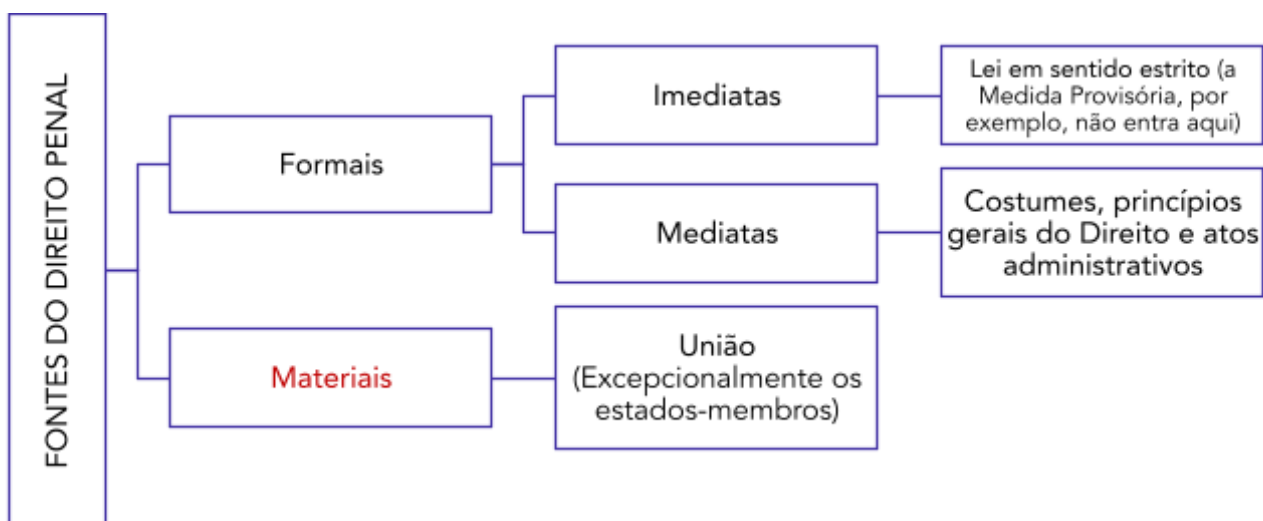 FONTES DO DIREITO PENAL
Formais
Imediatas
Lei em sentido estrito (a
Medida Provisória, por
exemplo, não entra aqui)
Mediatas
Costumes, princípios
gerais do Direito e atos
administrativos
Materiais
União
(Excepcionalmente os
estados-membros)